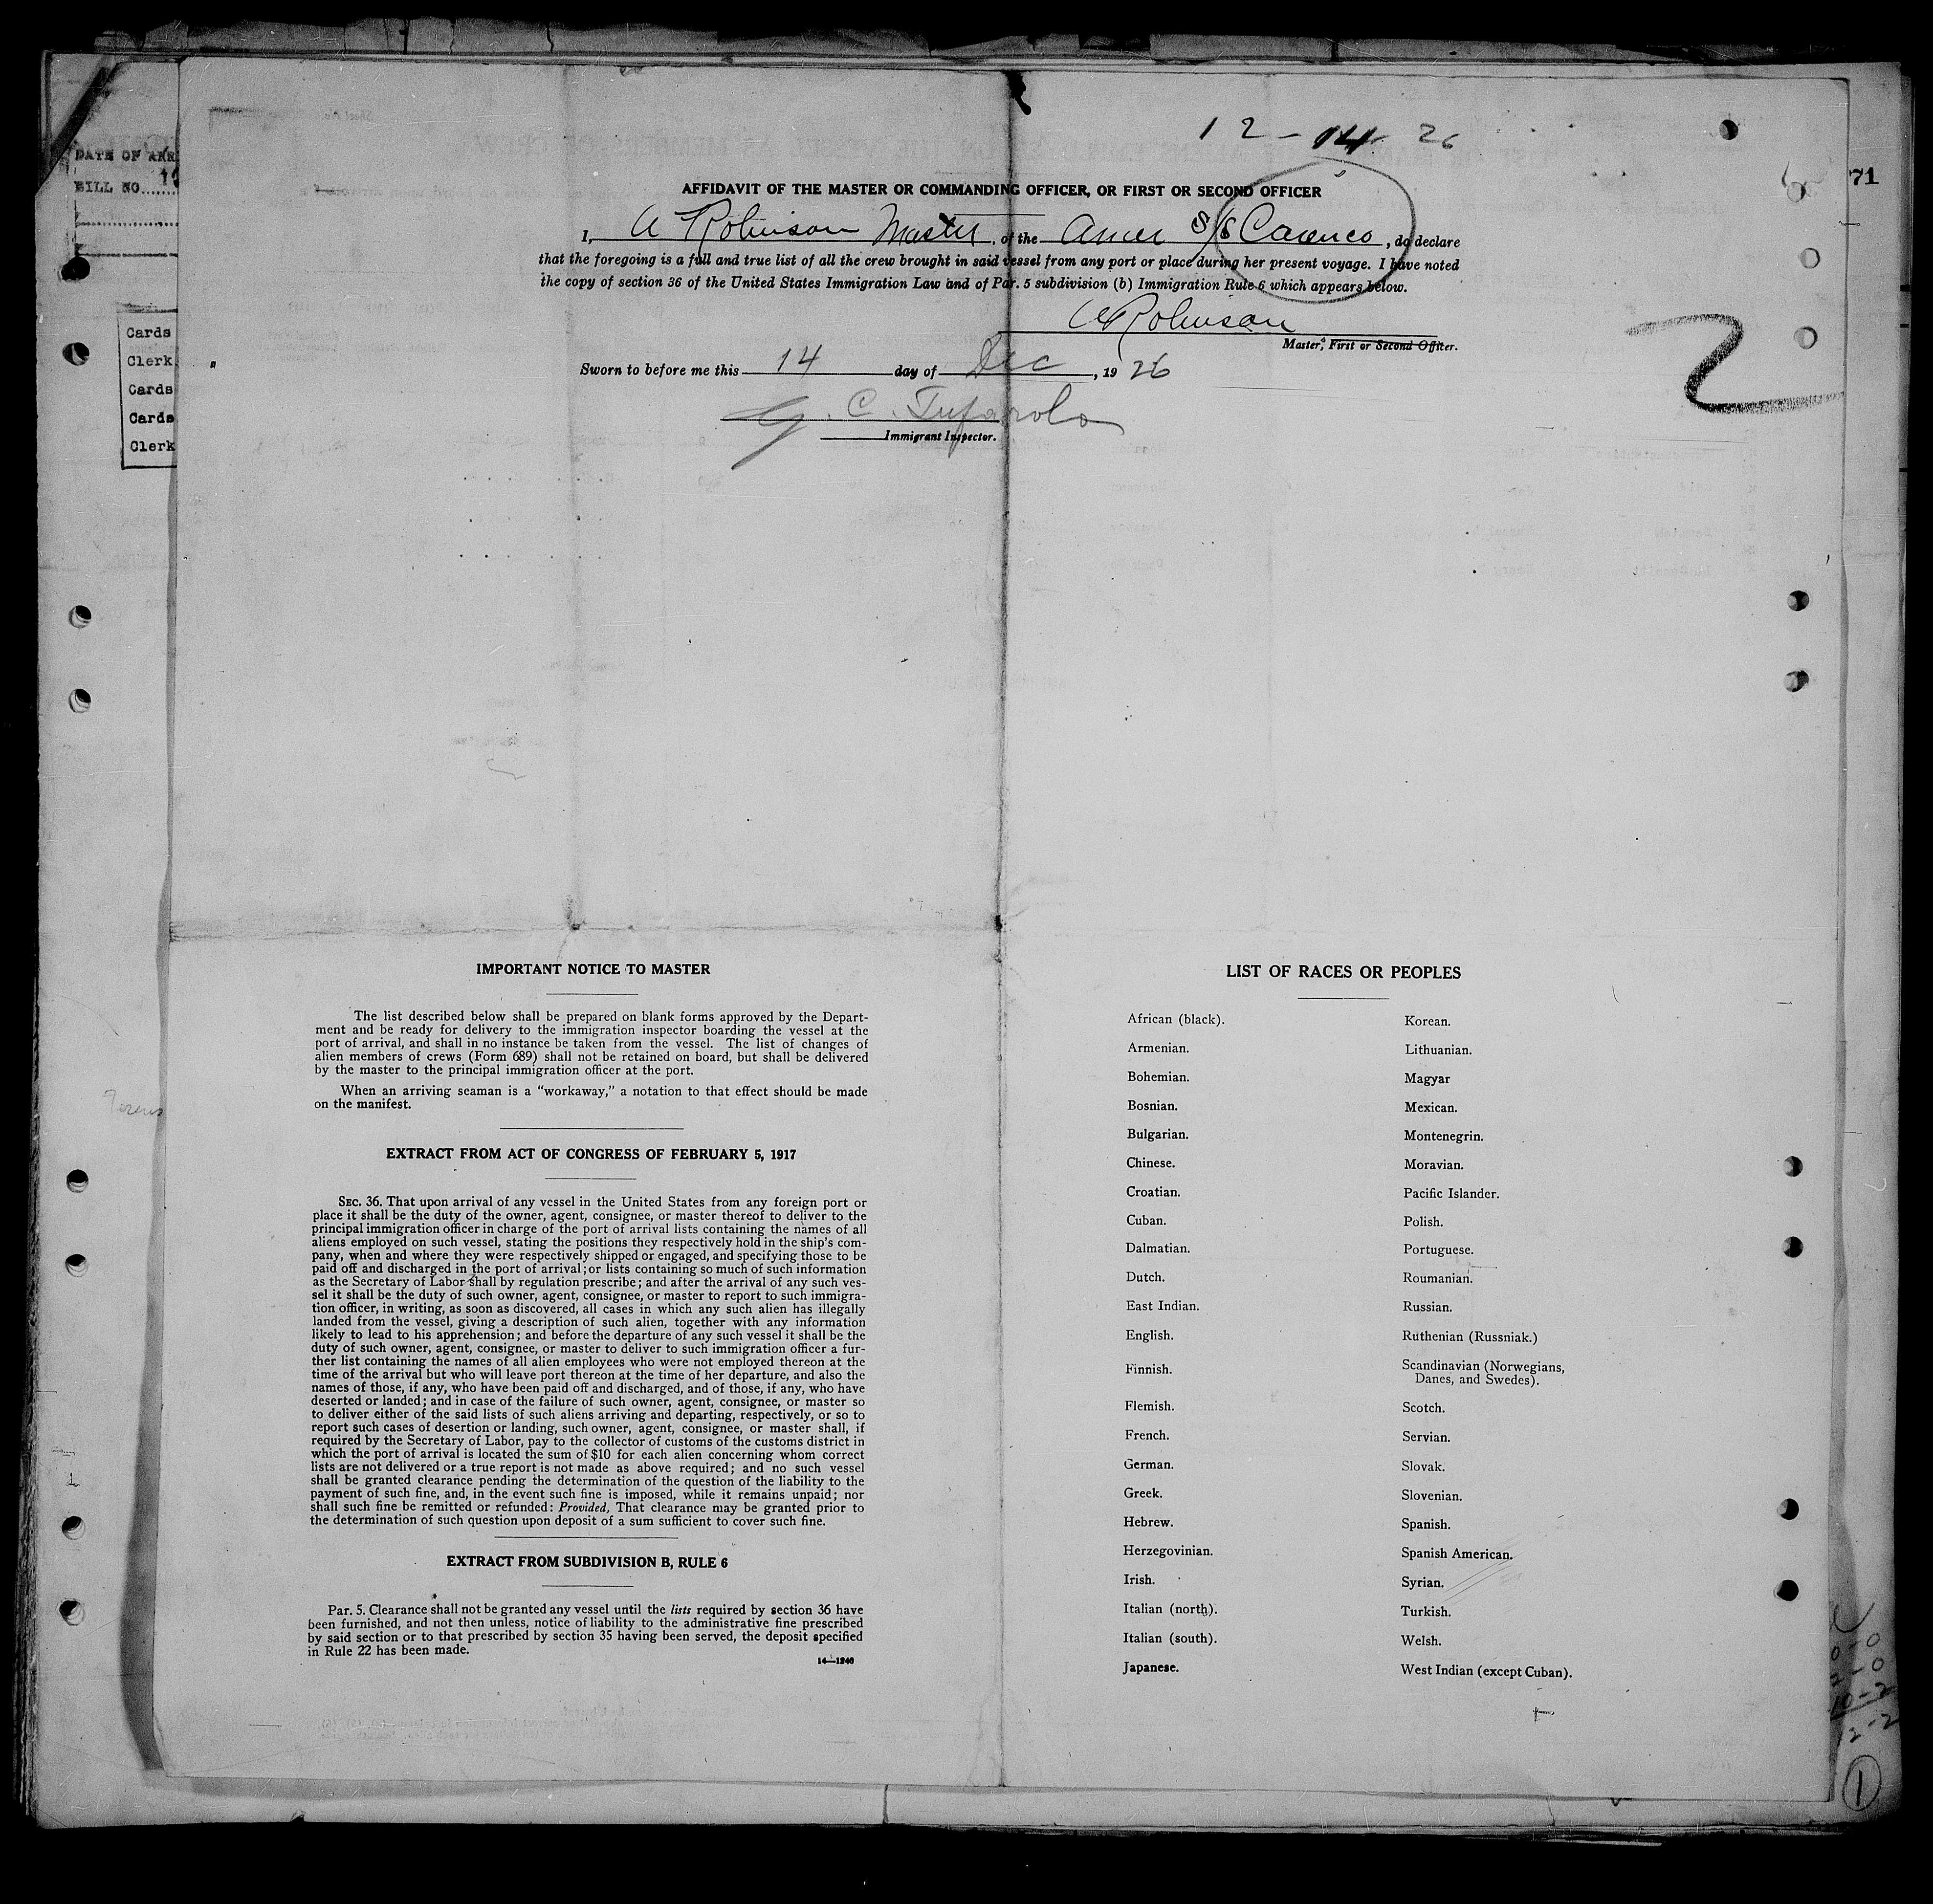 12-14-26
DATE OF ARR
BILL NO.
71
Cards
Clerk
Cards
Cards
Clerk
AFFIDAVIT OF THE MASTER OR COMMANDING OFFICER, OR FIRST OR SECOND OFFICER
I, A Robinson Master, of the Amer S/S Carenco, do declare
that the foregoing is a full and true list of all the crew brought in said vessel from any port or place during her present voyage. I have noted
the copy of section 36 of the United States Immigration Law and of Par. 5 subdivision (b) Immigration Rule 6 which appears below.
A Robinson
Master, First or Second Officer.
2
Sworn to before me this 14 day of Dec, 1926
G. C. Tufarolo
Immigrant Inspector.
IMPORTANT NOTICE TO MASTER
The list described below shall be prepared on blank forms approved by the Depart-
ment and be ready for delivery to the immigration inspector boarding the vessel at the
port of arrival, and shall in no instance be taken from the vessel. The list of changes of
alien members of crews (Form 689) shall not be retained on board, but shall be delivered
by the master to the principal immigration officer at the port.
When an arriving seaman is a “workaway,” a notation to that effect should be made
on the manifest.
EXTRACT FROM ACT OF CONGRESS OF FEBRUARY 5, 1917
SEC. 36. That upon arrival of any vessel in the United States from any foreign port or
place it shall be the duty of the owner, agent, consignee, or master thereof to deliver to the
principal immigration officer in charge of the port of arrival lists containing the names of all
aliens employed on such vessel, stating the positions they respectively hold in the ship's com-
pany, when and where they were respectively shipped or engaged, and specifying those to be
paid off and discharged in the port of arrival; or lists containing so much of such information
as the Secretary of Labor shall by regulation prescribe; and after the arrival of any such ves-
sel it shall be the duty of such owner, agent, consignee, or master to report to such immigra-
tion officer, in writing, as soon as discovered, all cases in which any such alien has illegally
landed from the vessel, giving a description of such alien, together with any information
likely to lead to his apprehension; and before the departure of any such vessel it shall be the
duty of such owner, agent, consignee, or master to deliver to such immigration officer a fur-
ther list containing the names of all alien employees who were not employed thereon at the
time of the arrival but who will leave port thereon at the time of her departure, and also the
names of those, if any, who have been paid off and discharged, and of those, if any, who have
deserted or landed; and in case of the failure of such owner, agent, consignee, or master so
to deliver either of the said lists of such aliens arriving and departing, respectively, or so to
report such cases of desertion or landing, such owner, agent, consignee, or master shall, if
required by the Secretary of Labor, pay to the collector of customs of the customs district in
which the port of arrival is located the sum of $10 for each alien concerning whom correct
lists are not delivered or a true report is not made as above required; and no such vessel
shall be granted clearance pending the determination of the question of the liability to the
payment of such fine, and, in the event such fine is imposed, while it remains unpaid; nor
shall such fine be remitted or refunded: Provided, That clearance may be granted prior to
the determination of such question upon deposit of a sum sufficient to cover such fine.
EXTRACT FROM SUBDIVISION B, RULE 6
Par. 5. Clearance shall not be granted any vessel until the lists required by section 36 have
been furnished, and not then unless, notice of liability to the administrative fine prescribed
by said section or to that prescribed by section 35 having been served, the deposit specified
in Rule 22 has been made.
14—1240
LIST OF RACES OR PEOPLES
African (black).
Armenian.
Bohemian.
Bosnian.
Bulgarian.
Chinese.
Croatian.
Cuban.
Dalmatian.
Dutch.
East Indian.
English.
Finnish.
Flemish.
French.
German.
Greek.
Hebrew.
Herzegovinian.
Irish.
Italian (north).
Italian (south).
Japanese.
Korean.
Lithuanian.
Magyar
Mexican.
Montenegrin.
Moravian.
Pacific Islander.
Polish.
Portuguese.
Roumanian.
Russian.
Ruthenian (Russniak.)
Scandinavian (Norwegians,
Danes, and Swedes).
Scotch.
Servian.
Slovak.
Slovenian.
Spanish.
Spanish American.
Syrian.
Turkish.
Welsh.
West Indian (except Cuban).
10-2
12-2
1